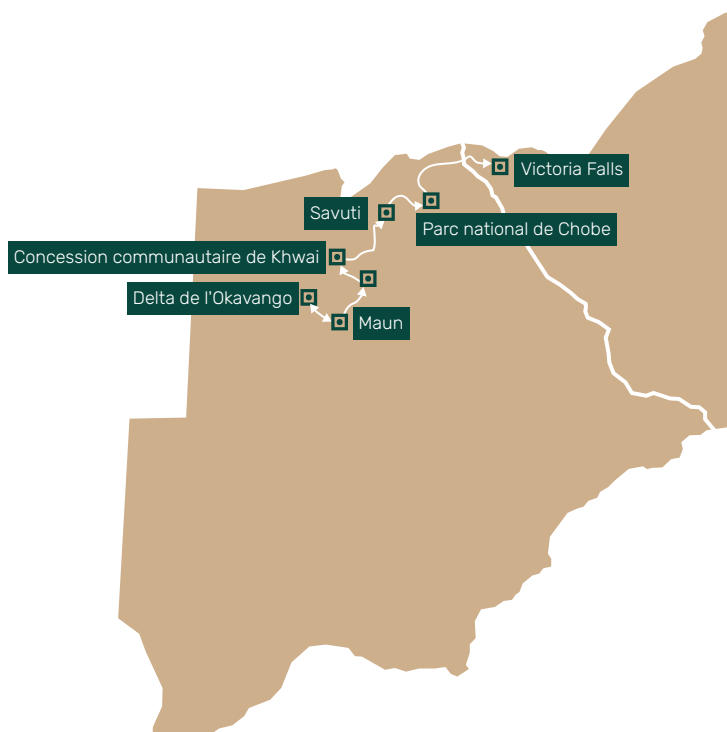 Victoria Falls
Savuti
Parc national de Chobe
Concession communautaire de Khwai
Delta de l'Okavango
Maun